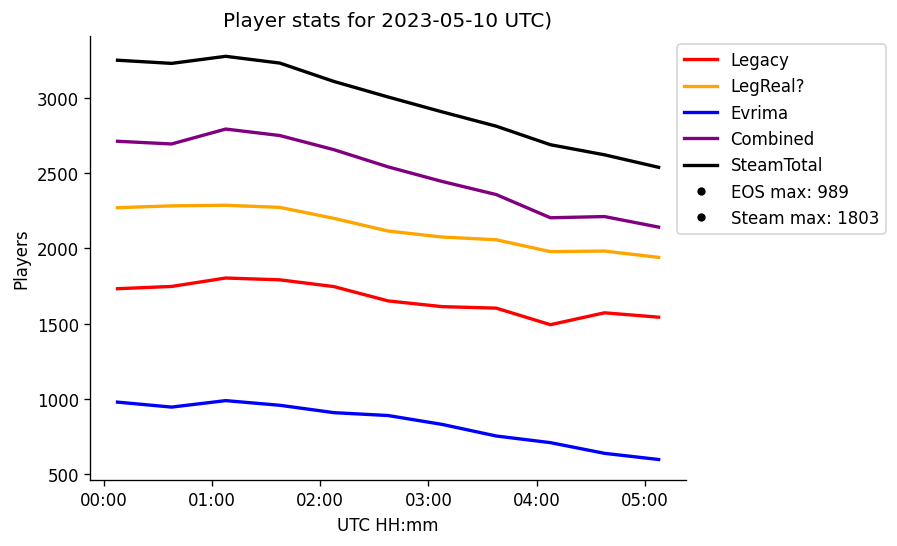 Player stats for 2023-05-10 UTC)
Legacy
LegReal?
Evrima
Combined
SteamTotal
EOS max: 989
Steam max: 1803
Players
3000
2500
2000
1500
1000
500
00:00
01:00
02:00
03:00
04:00
05:00
UTC HH:mm